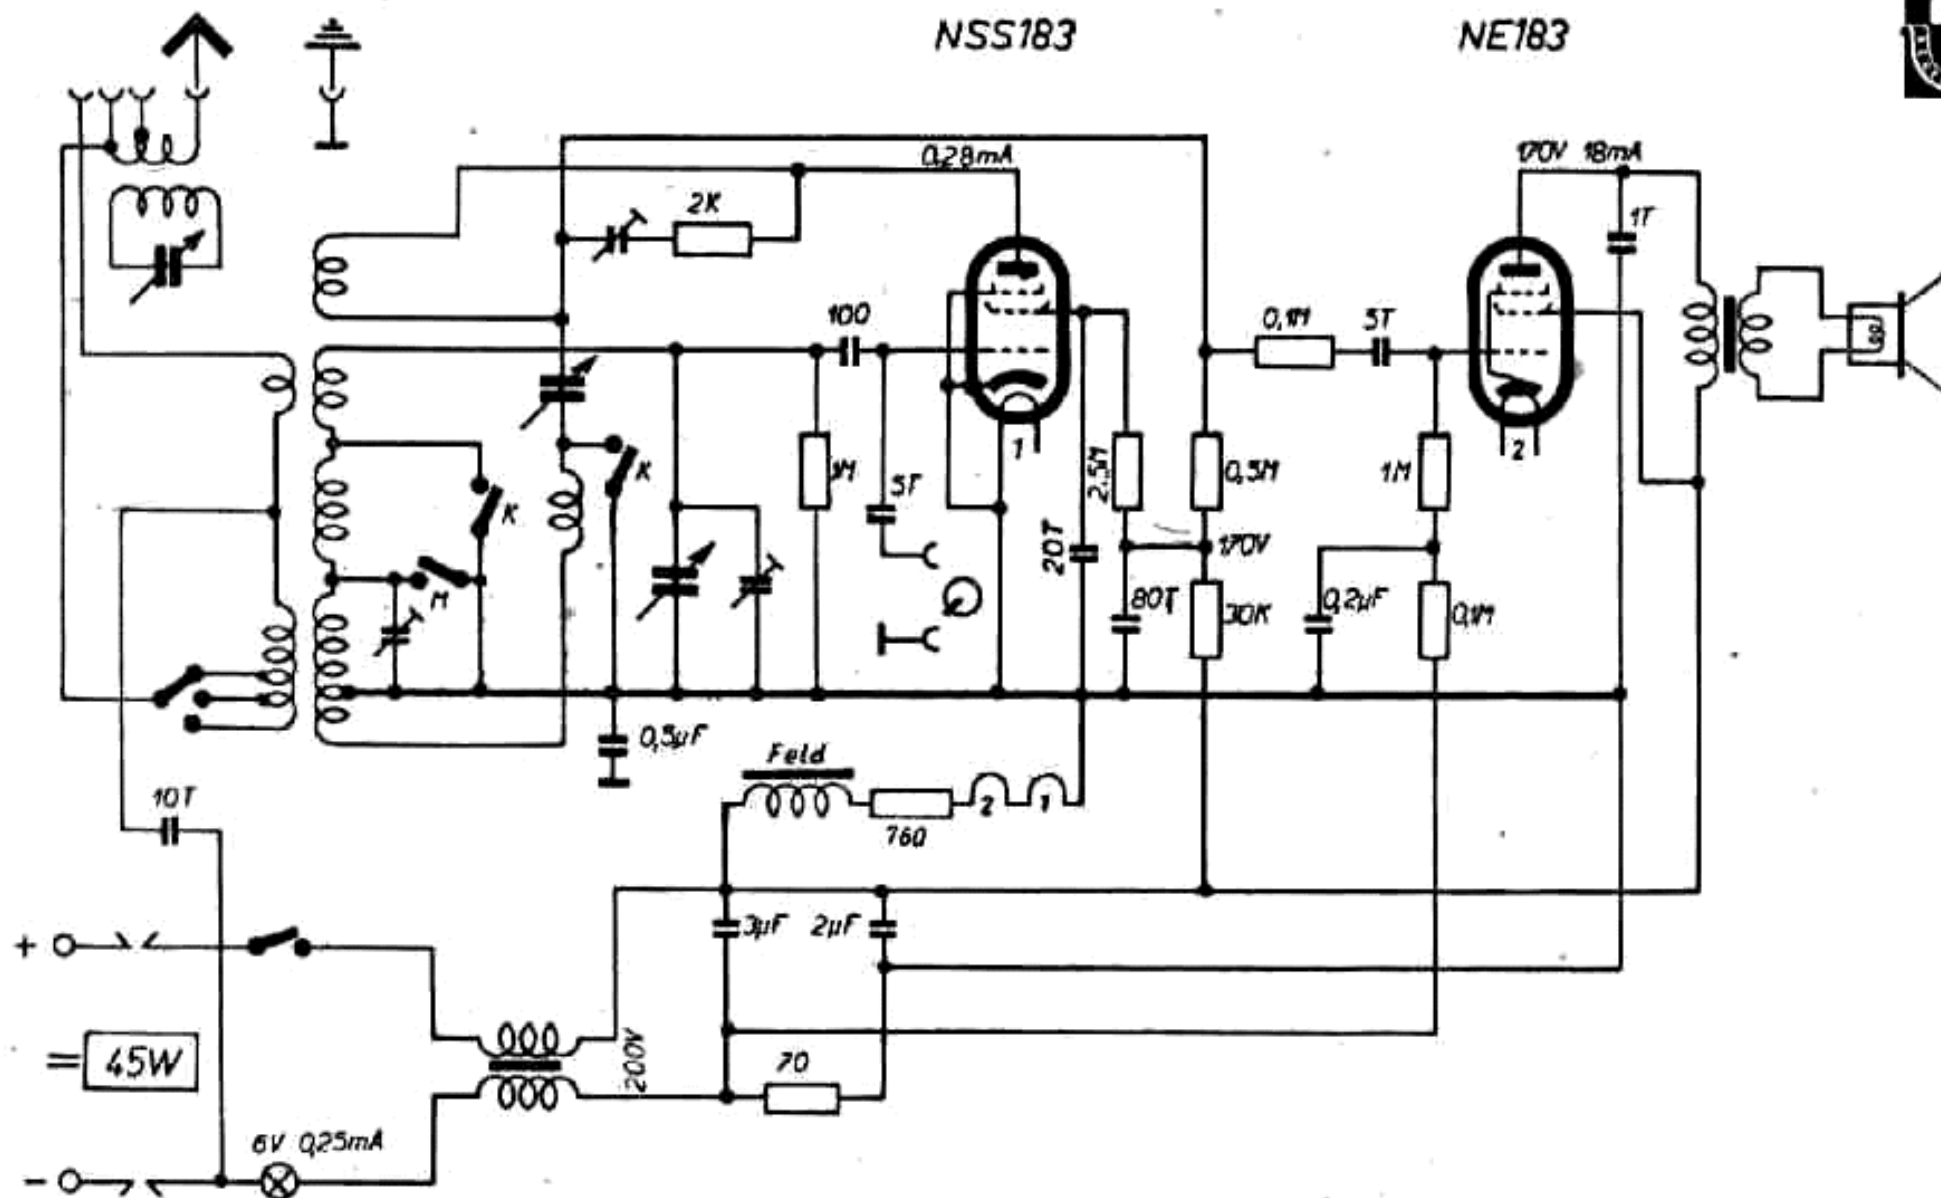 NSS183
NE183
0,28mA
170V 18mA
2K
1T
100
0,1M
5T
K
K
M
1M
5T
1
2,5M
0,5M
1M
2
20T
170V
80T
30K
0,2µF
0,1M
0,5µF
Feld
10T
760
2
1
+
3µF
2µF
= 45W
200V
70
6V 0,25mA
-